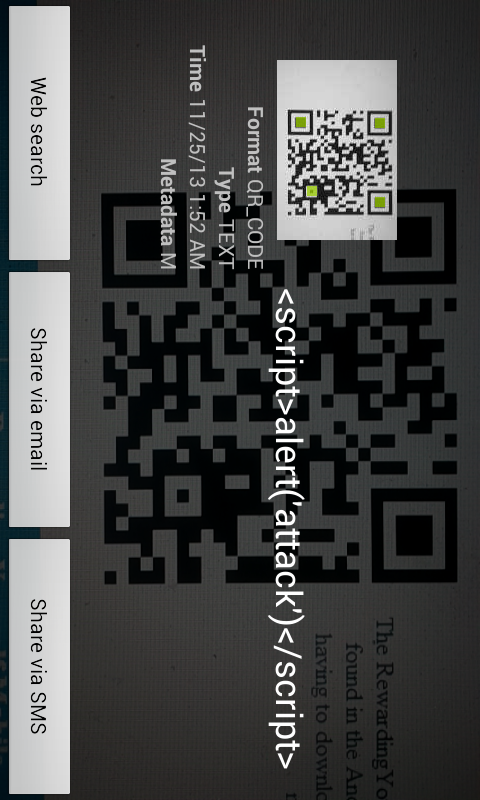 Format QR_CODE
Type TEXT
Time 11/25/13 1:52 AM
Metadata M
<script>alert('attack')</script>
The Rewarding Yo
found in the An
having to downl
Web search
Share via email
Share via SMS